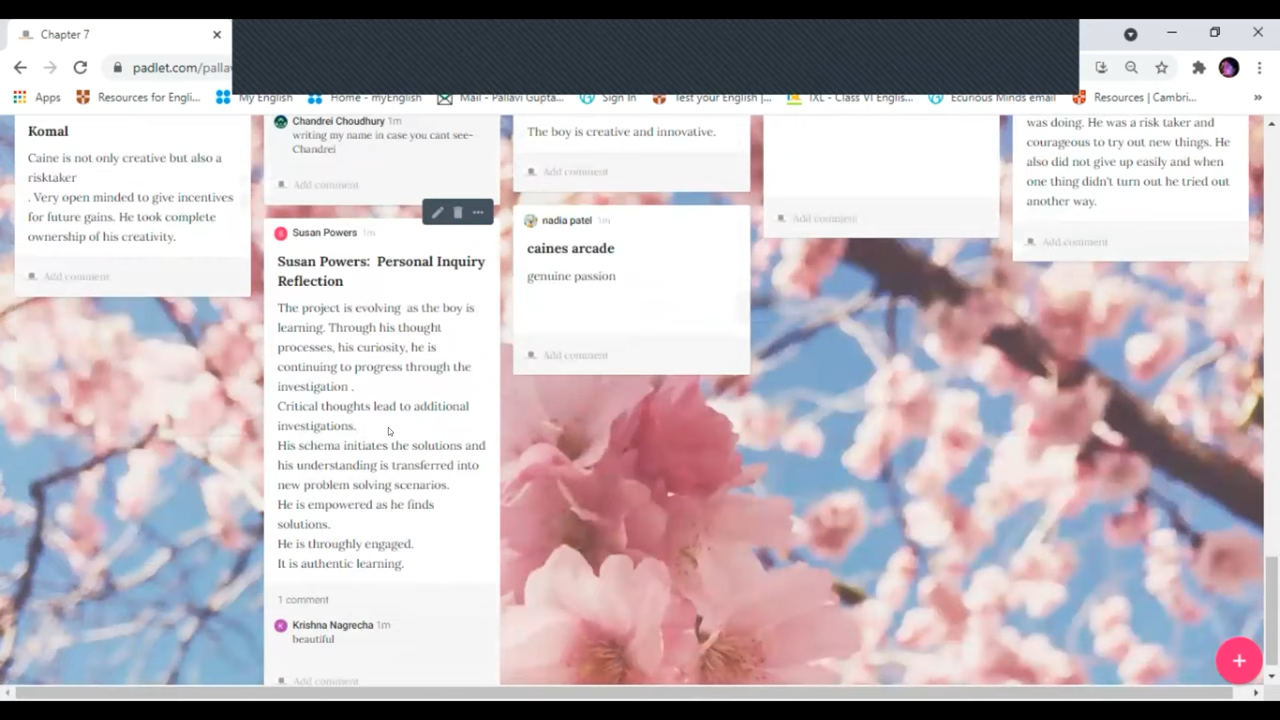 Chapter 7
padlet.com/palla
Apps
Resources for Engli...
My English
Home - myEnglish
Mail - Pallavi Gupta...
Sign In
Test your English |...
IXL - Class VI Englis...
Ecurious Minds email
Resources | Cambri...
»
Komal
Caine is not only creative but also a
risktaker
. Very open minded to give incentives
for future gains. He took complete
ownership of his creativity.
Add comment
Chandrei Choudhury 1m
writing my name in case you cant see-
Chandrei
Add comment
Susan Powers 1m
Susan Powers: Personal Inquiry
Reflection
The project is evolving as the boy is
learning. Through his thought
processes, his curiosity, he is
continuing to progress through the
investigation .
Critical thoughts lead to additional
investigations.
His schema initiates the solutions and
his understanding is transferred into
new problem solving scenarios.
He is empowered as he finds
solutions.
He is throughly engaged.
It is authentic learning.
1 comment
K
Krishna Nagrecha 1m
beautiful
Add comment
The boy is creative and innovative.
Add comment
nadia patel 1m
caines arcade
genuine passion
Add comment
Add comment
was doing. He was a risk taker and
courageous to try out new things. He
also did not give up easily and when
one thing didn't turn out he tried out
another way.
Add comment